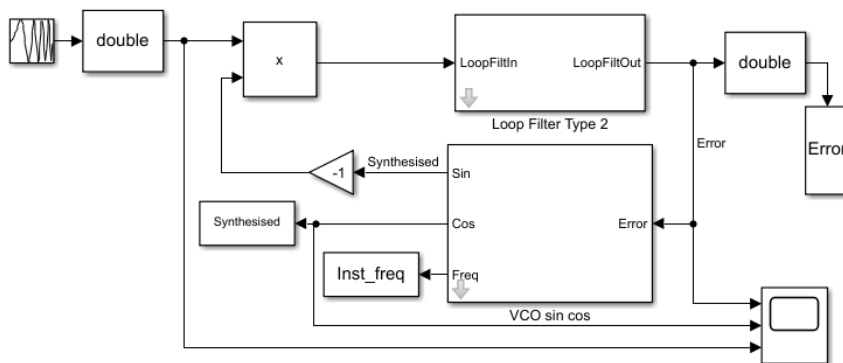 double
x
LoopFiltIn
LoopFiltOut
double
Loop Filter Type 2
Error
Error
Synthesised
-1
Sin
Synthesised
Cos
Error
Inst_freq
Freq
VCO sin cos